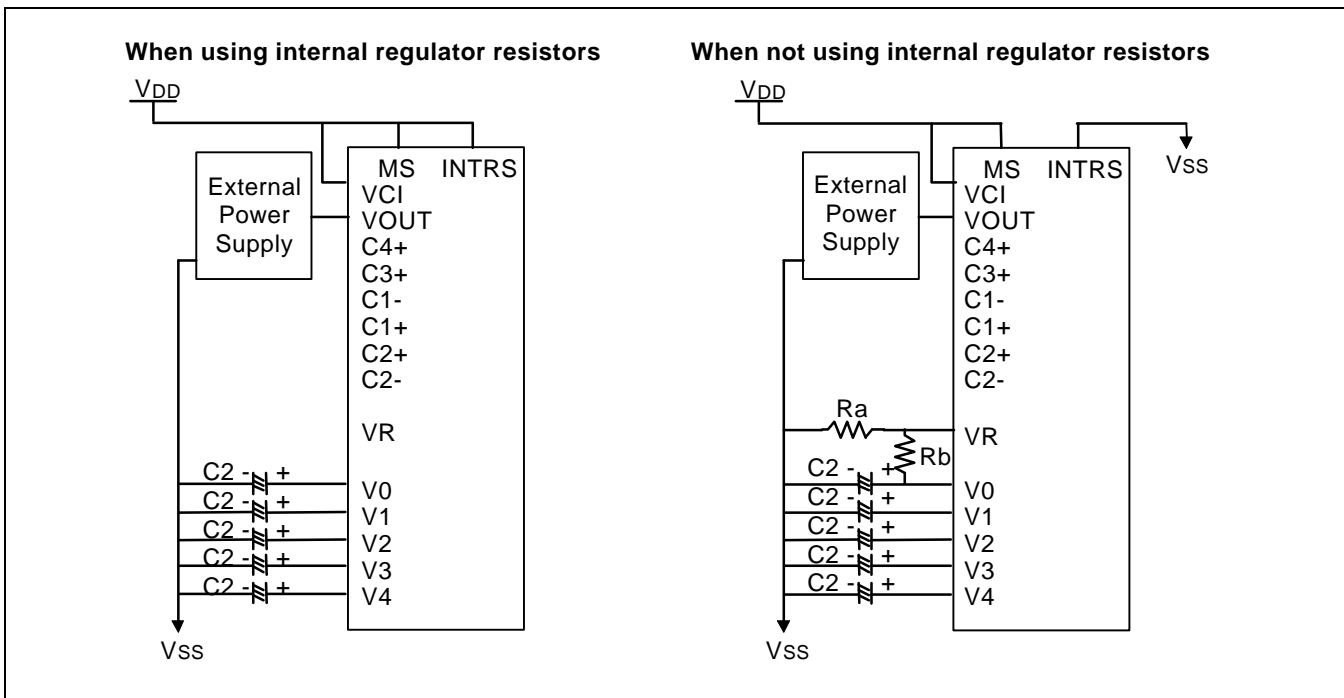 When using internal regulator resistors
VDD
External
Power
Supply
MS INTRS
VCI
VOUT
C4+
C3+
C1-
C1+
C2+
C2-
VR
C2 - + V0
C2 - + V1
C2 - + V2
C2 - + V3
C2 - + V4
VSS
When not using internal regulator resistors
VDD
External
Power
Supply
MS INTRS
VSS
VCI
VOUT
C4+
C3+
C1-
C1+
C2+
C2-
Ra
VR
Rb
C2 - + V0
C2 - + V1
C2 - + V2
C2 - + V3
C2 - + V4
VSS